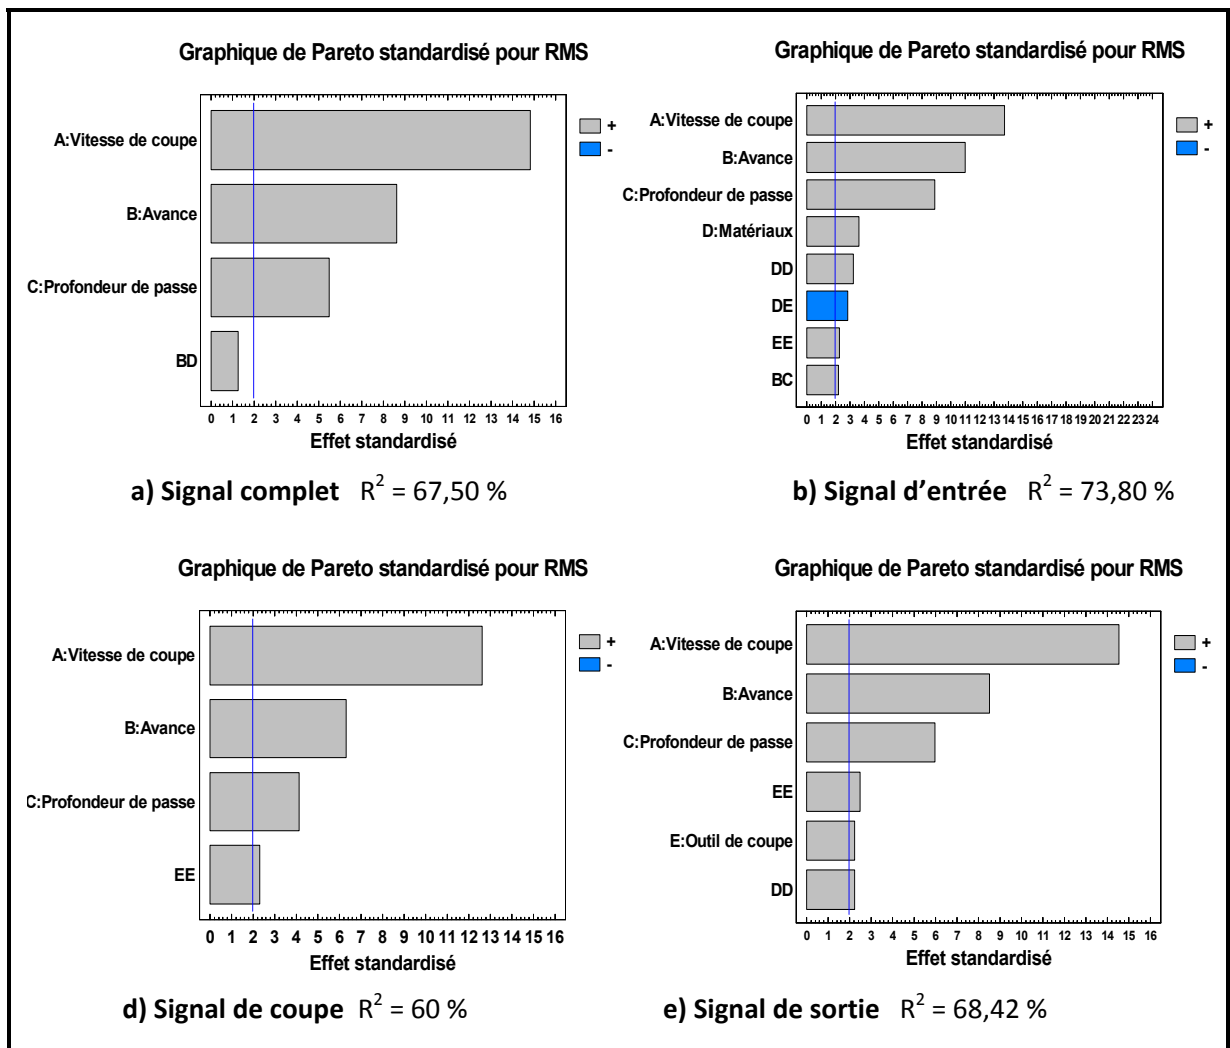 Graphique de Pareto standardisé pour RMS
A:Vitesse de coupe
B:Avance
C:Profondeur de passe
BD
+
-
0 1 2 3 4 5 6 7 8 9 10 11 12 13 14 15 16
Effet standardisé
a) Signal complet R² = 67,50 %
Graphique de Pareto standardisé pour RMS
A:Vitesse de coupe
B:Avance
C:Profondeur de passe
D:Matériaux
DD
DE
EE
BC
+
-
0 1 2 3 4 5 6 7 8 9 10 11 12 13 14 15 16 17 18 19 20 21 22 23 24
Effet standardisé
b) Signal d’entrée R² = 73,80 %
Graphique de Pareto standardisé pour RMS
A:Vitesse de coupe
B:Avance
C:Profondeur de passe
EE
+
-
0 1 2 3 4 5 6 7 8 9 10 11 12 13 14 15 16
Effet standardisé
d) Signal de coupe R² = 60 %
Graphique de Pareto standardisé pour RMS
A:Vitesse de coupe
B:Avance
C:Profondeur de passe
EE
E:Outil de coupe
DD
+
-
0 1 2 3 4 5 6 7 8 9 10 11 12 13 14 15 16
Effet standardisé
e) Signal de sortie R² = 68,42 %